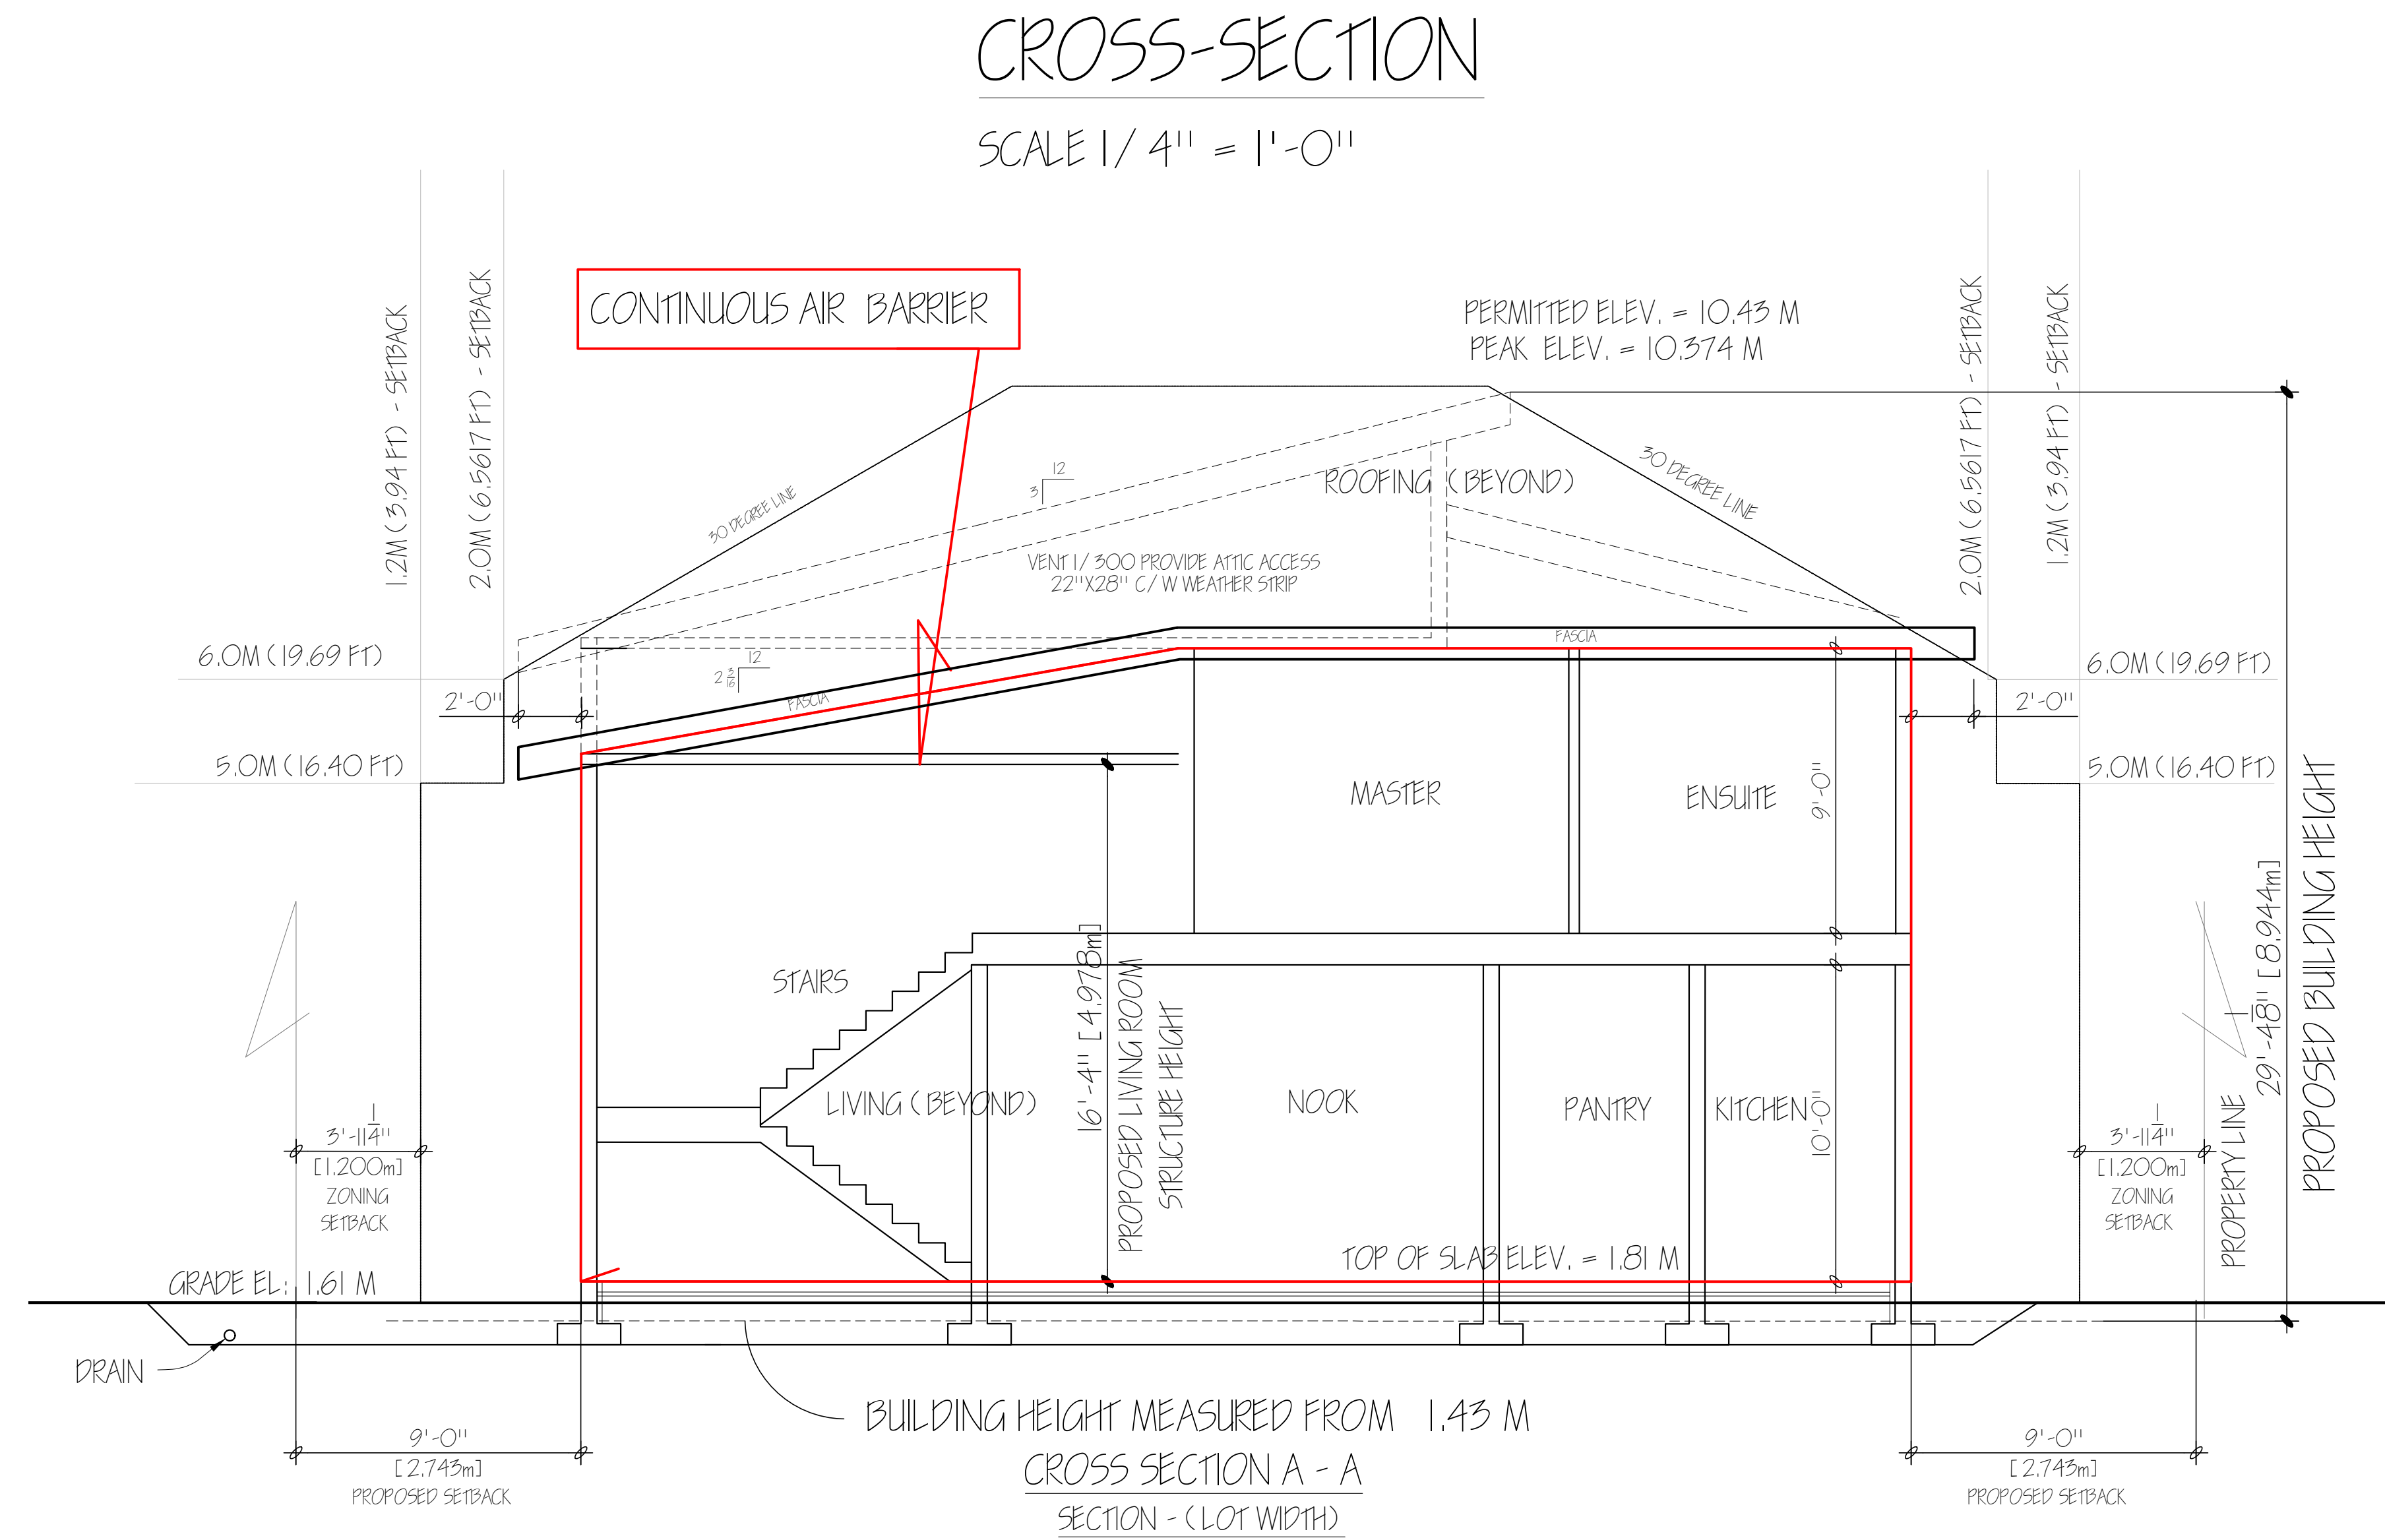 CROSS-SECTION
SCALE 1/4" = 1'-0"
CONTINUOUS AIR BARRIER
PERMITTED ELEV. = 10.43 M
PEAK ELEV. = 10.374 M
1.2M (3.94 FT) - SETBACK
2.0M (6.5617 FT) - SETBACK
2.0M (6.5617 FT) - SETBACK
1.2M (3.94 FT) - SETBACK
30 DEGREE LINE
30 DEGREE LINE
12
3
ROOFING (BEYOND)
VENT 1/300 PROVIDE ATTIC ACCESS
22"X28" C/W WEATHER STRIP
FASCIA
6.0M (19.69 FT)
6.0M (19.69 FT)
12
2 3/16
FASCIA
2'-0"
2'-0"
5.0M (16.40 FT)
5.0M (16.40 FT)
MASTER
ENSUITE
9'-0"
STAIRS
LIVING (BEYOND)
16'-4" [4.978m]
PROPOSED LIVING ROOM
STRUCTURE HEIGHT
NOOK
PANTRY
KITCHEN
10'-0"
3'-11 1/4"
[1.200m]
ZONING
SETBACK
3'-11 1/4"
[1.200m]
ZONING
SETBACK
PROPERTY LINE
29'-4 1/8" [8.944m]
PROPOSED BUILDING HEIGHT
TOP OF SLAB ELEV. = 1.81 M
GRADE EL: 1.61 M
DRAIN
BUILDING HEIGHT MEASURED FROM 1.43 M
9'-0"
[2.743m]
PROPOSED SETBACK
9'-0"
[2.743m]
PROPOSED SETBACK
CROSS SECTION A - A
SECTION - (LOT WIDTH)